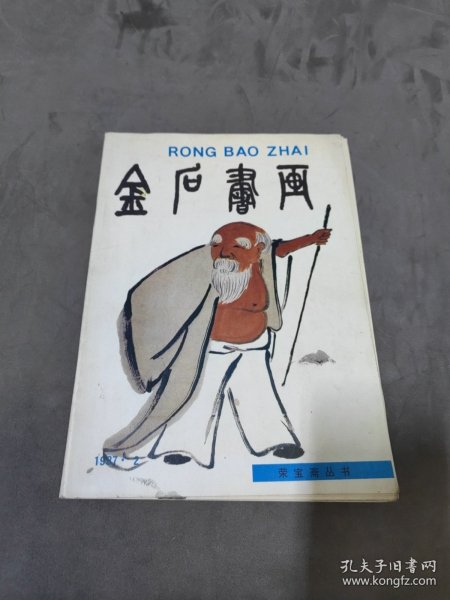 RONG BAO ZHAI
金石書画
1987·2
荣宝斋丛书
孔夫子旧书网
www.kongfz.com